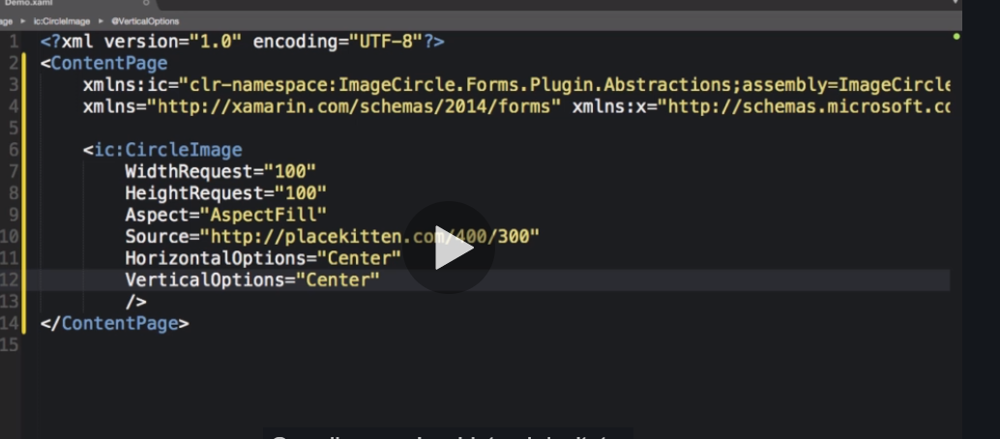 Demo.xaml
age ▸ ic:CircleImage ▸ @VerticalOptions
1 <?xml version="1.0" encoding="UTF-8"?>
2 <ContentPage
3 xmlns:ic="clr-namespace:ImageCircle.Forms.Plugin.Abstractions;assembly=ImageCircle
4 xmlns="http://xamarin.com/schemas/2014/forms" xmlns:x="http://schemas.microsoft.co
5
6 <ic:CircleImage
7 WidthRequest="100"
8 HeightRequest="100"
9 Aspect="AspectFill"
10 Source="http://placekitten.com/400/300"
11 HorizontalOptions="Center"
12 VerticalOptions="Center"
13 />
14 </ContentPage>
15